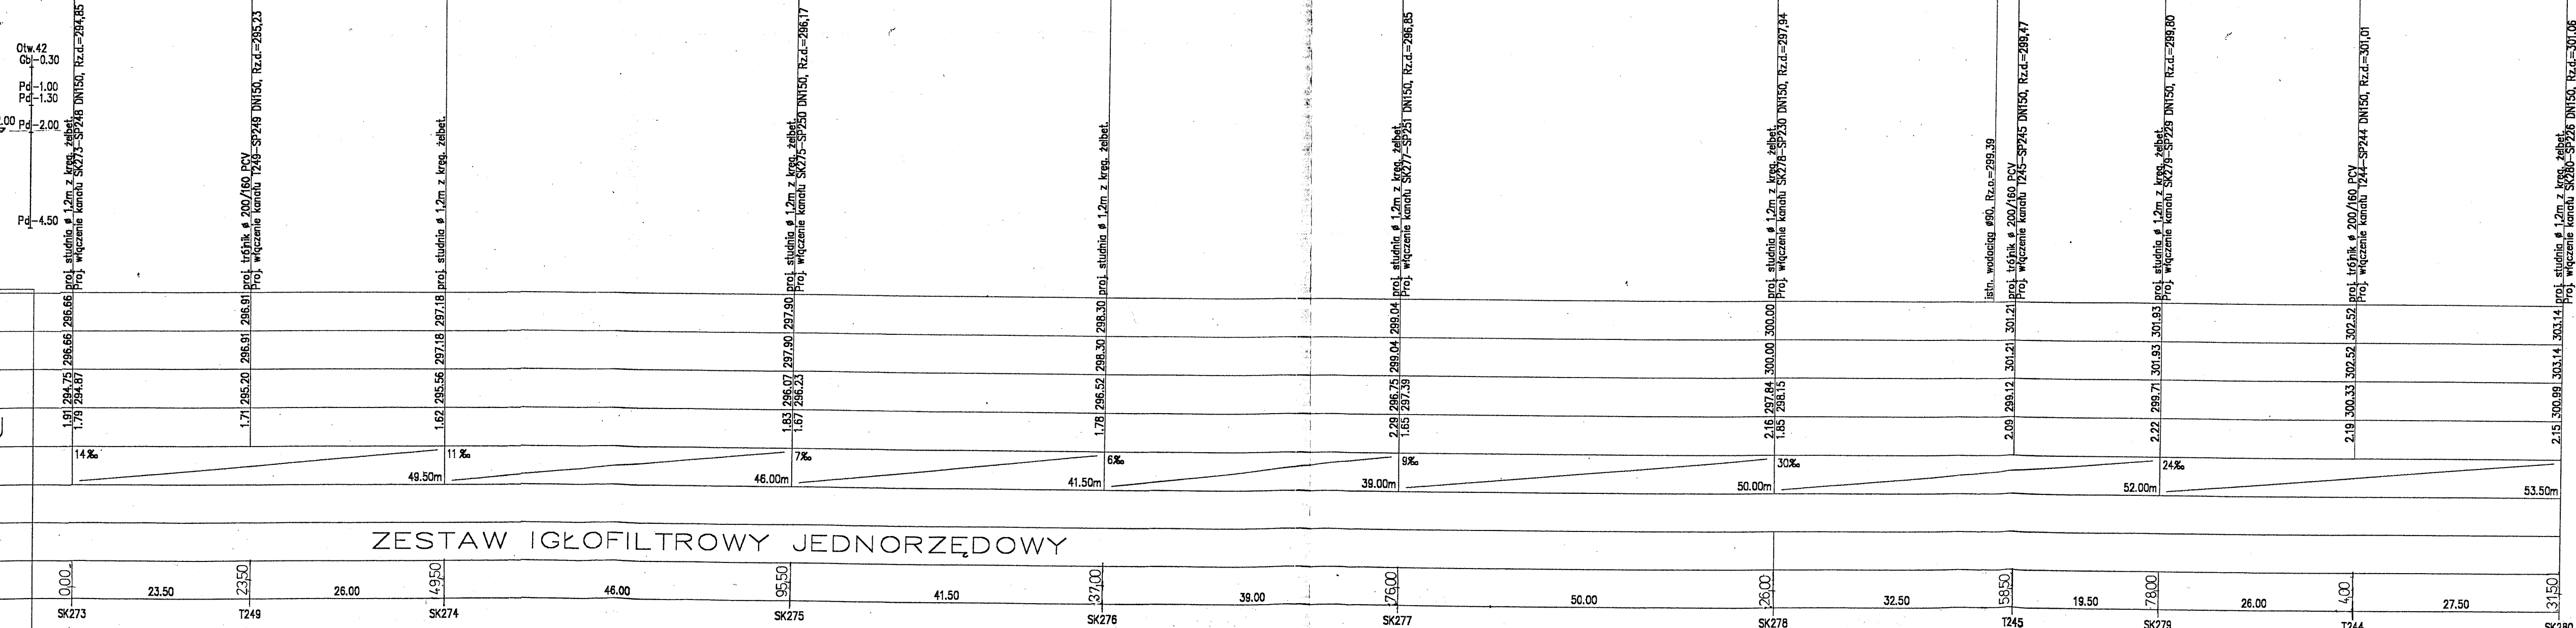 Otw.42
Gb -0.30
Pd -1.00
Pd -1.30
Pd -2.00
Pd -4.50
proj. studnia ø 1,2m z kręg. żelbet.
Proj. włączenie kanału SK273-SP248 DN150, Rz.d.=294,85
proj. trójnik ø 200/160 PCV
Proj. włączenie kanału T249-SP249 DN150, Rz.d.=295,23
proj. studnia ø 1,2m z kręg. żelbet.
proj. studnia ø 1,2m z kręg. żelbet.
Proj. włączenie kanału SK275-SP250 DN150, Rz.d.=296,17
proj. studnia ø 1,2m z kręg. żelbet.
proj. studnia ø 1,2m z kręg. żelbet.
Proj. włączenie kanału SK277-SP251 DN150, Rz.d.=296,85
proj. studnia ø 1,2m z kręg. żelbet.
Proj. włączenie kanału SK278-SP230 DN150, Rz.d.=297,94
istn. wodociąg ø90, Rz.o.=299.39
proj. trójnik ø 200/160 PCV
Proj. włączenie kanału T245-SP245 DN150, Rz.d.=299,47
proj. studnia ø 1,2m z kręg. żelbet.
Proj. włączenie kanału SK279-SP229 DN150, Rz.d.=299,80
proj. trójnik ø 200/160 PCV
Proj. włączenie kanału T244-SP244 DN150, Rz.d.=301,01
proj. studnia ø 1,2m z kręg. żelbet.
Proj. włączenie kanału SK280-SP226 DN150, Rz.d.=301,06
296.66 296.91 297.18 297.90 298.30 299.04 300.00 301.21 301.93 302.52 303.14
296.66 296.91 297.18 297.90 298.30 299.04 300.00 301.21 301.93 302.52 303.14
294.75 294.87 295.20 295.56 296.07 296.23 296.52 296.75 297.39 297.84 298.15 299.12 299.71 300.33 300.99
1.91 1.79 1.71 1.62 1.83 1.67 1.78 2.29 1.65 2.16 1.85 2.09 2.22 2.19 2.15
14‰ 11‰ 7‰ 6‰ 9‰ 30‰ 24‰
49.50m 46.00m 41.50m 39.00m 50.00m 52.00m 53.50m
ZESTAW IGŁOFILTROWY JEDNORZĘDOWY
0,00 23,50 49,50 95,50 37,00 76,00 26,00 58,50 78,00 4,00 31,50
23.50 26.00 46.00 41.50 39.00 50.00 32.50 19.50 26.00 27.50
SK273 T249 SK274 SK275 SK276 SK277 SK278 T245 SK279 T244 SK280